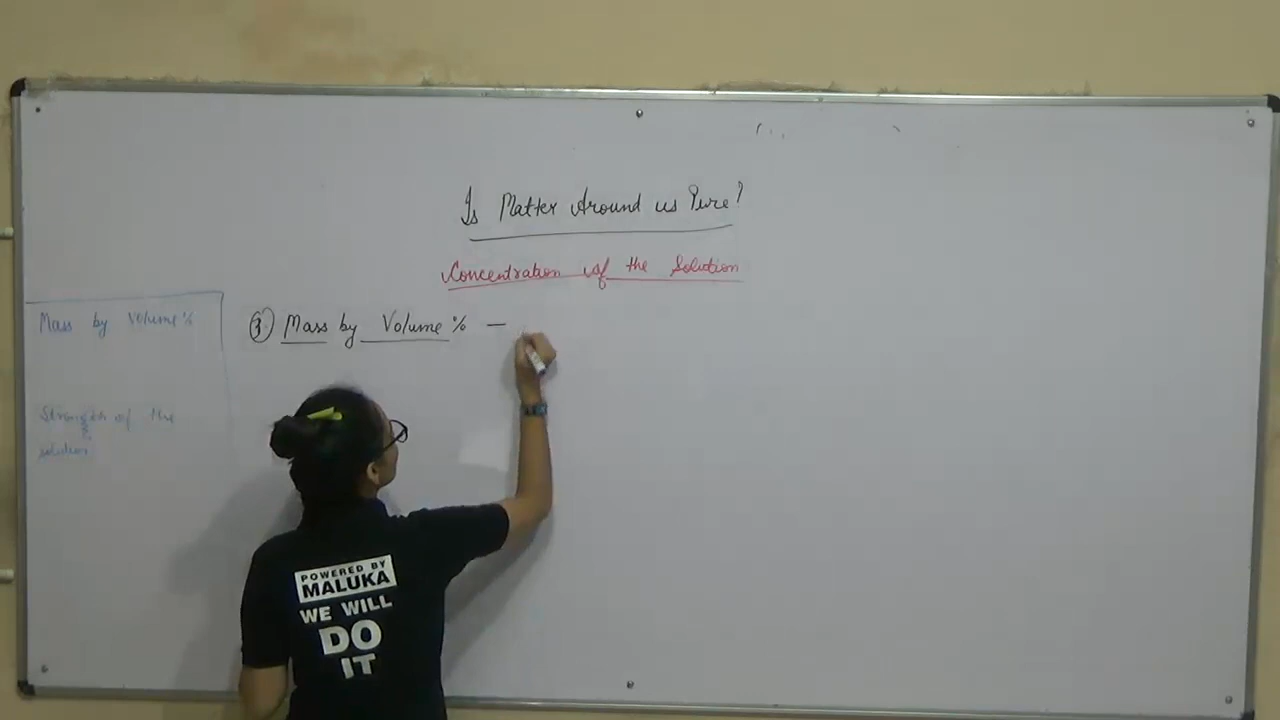 Is Matter Around us Pure?
Concentration of the Solution
Mass by Volume %
Strength of the
solution
③ Mass by Volume % —
POWERED BY
MALUKA
WE WILL
DO
IT